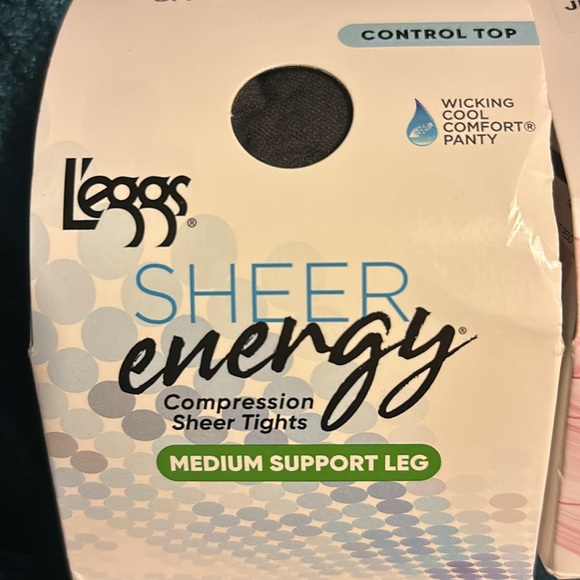 CONTROL TOP
WICKING
COOL
COMFORT®
PANTY
L'eggs®
SHEER
energy®
Compression
Sheer Tights
MEDIUM SUPPORT LEG